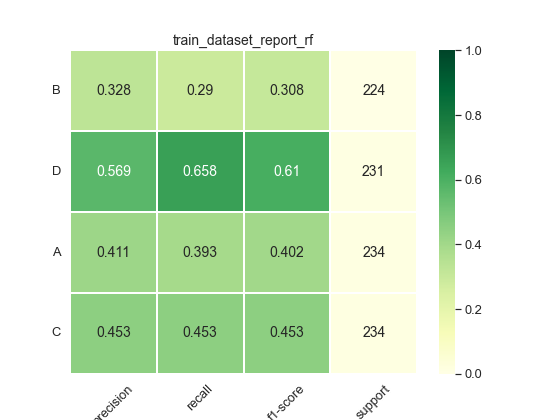 train_dataset_report_rf
B 0.328 0.29 0.308 224
D 0.569 0.658 0.61 231
A 0.411 0.393 0.402 234
C 0.453 0.453 0.453 234
recall support
1.0
0.8
0.6
0.4
0.2
0.0